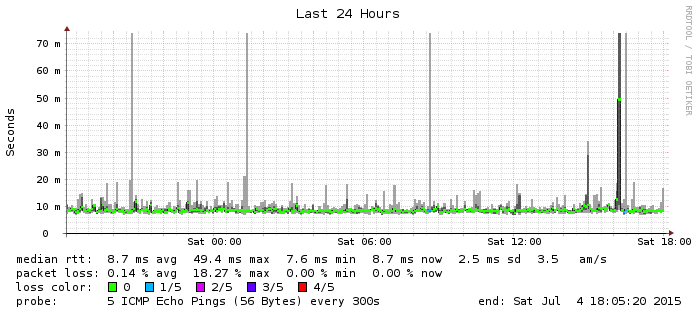 Last 24 Hours
RRDTOOL / TOBI OETIKER
Seconds
70 m
60 m
50 m
40 m
30 m
20 m
10 m
0
Sat 00:00 Sat 06:00 Sat 12:00 Sat 18:00
median rtt: 8.7 ms avg 49.4 ms max 7.6 ms min 8.7 ms now 2.5 ms sd 3.5 am/s
packet loss: 0.14 % avg 18.27 % max 0.00 % min 0.00 % now
loss color: 0 1/5 2/5 3/5 4/5
probe: 5 ICMP Echo Pings (56 Bytes) every 300s end: Sat Jul 4 18:05:20 2015